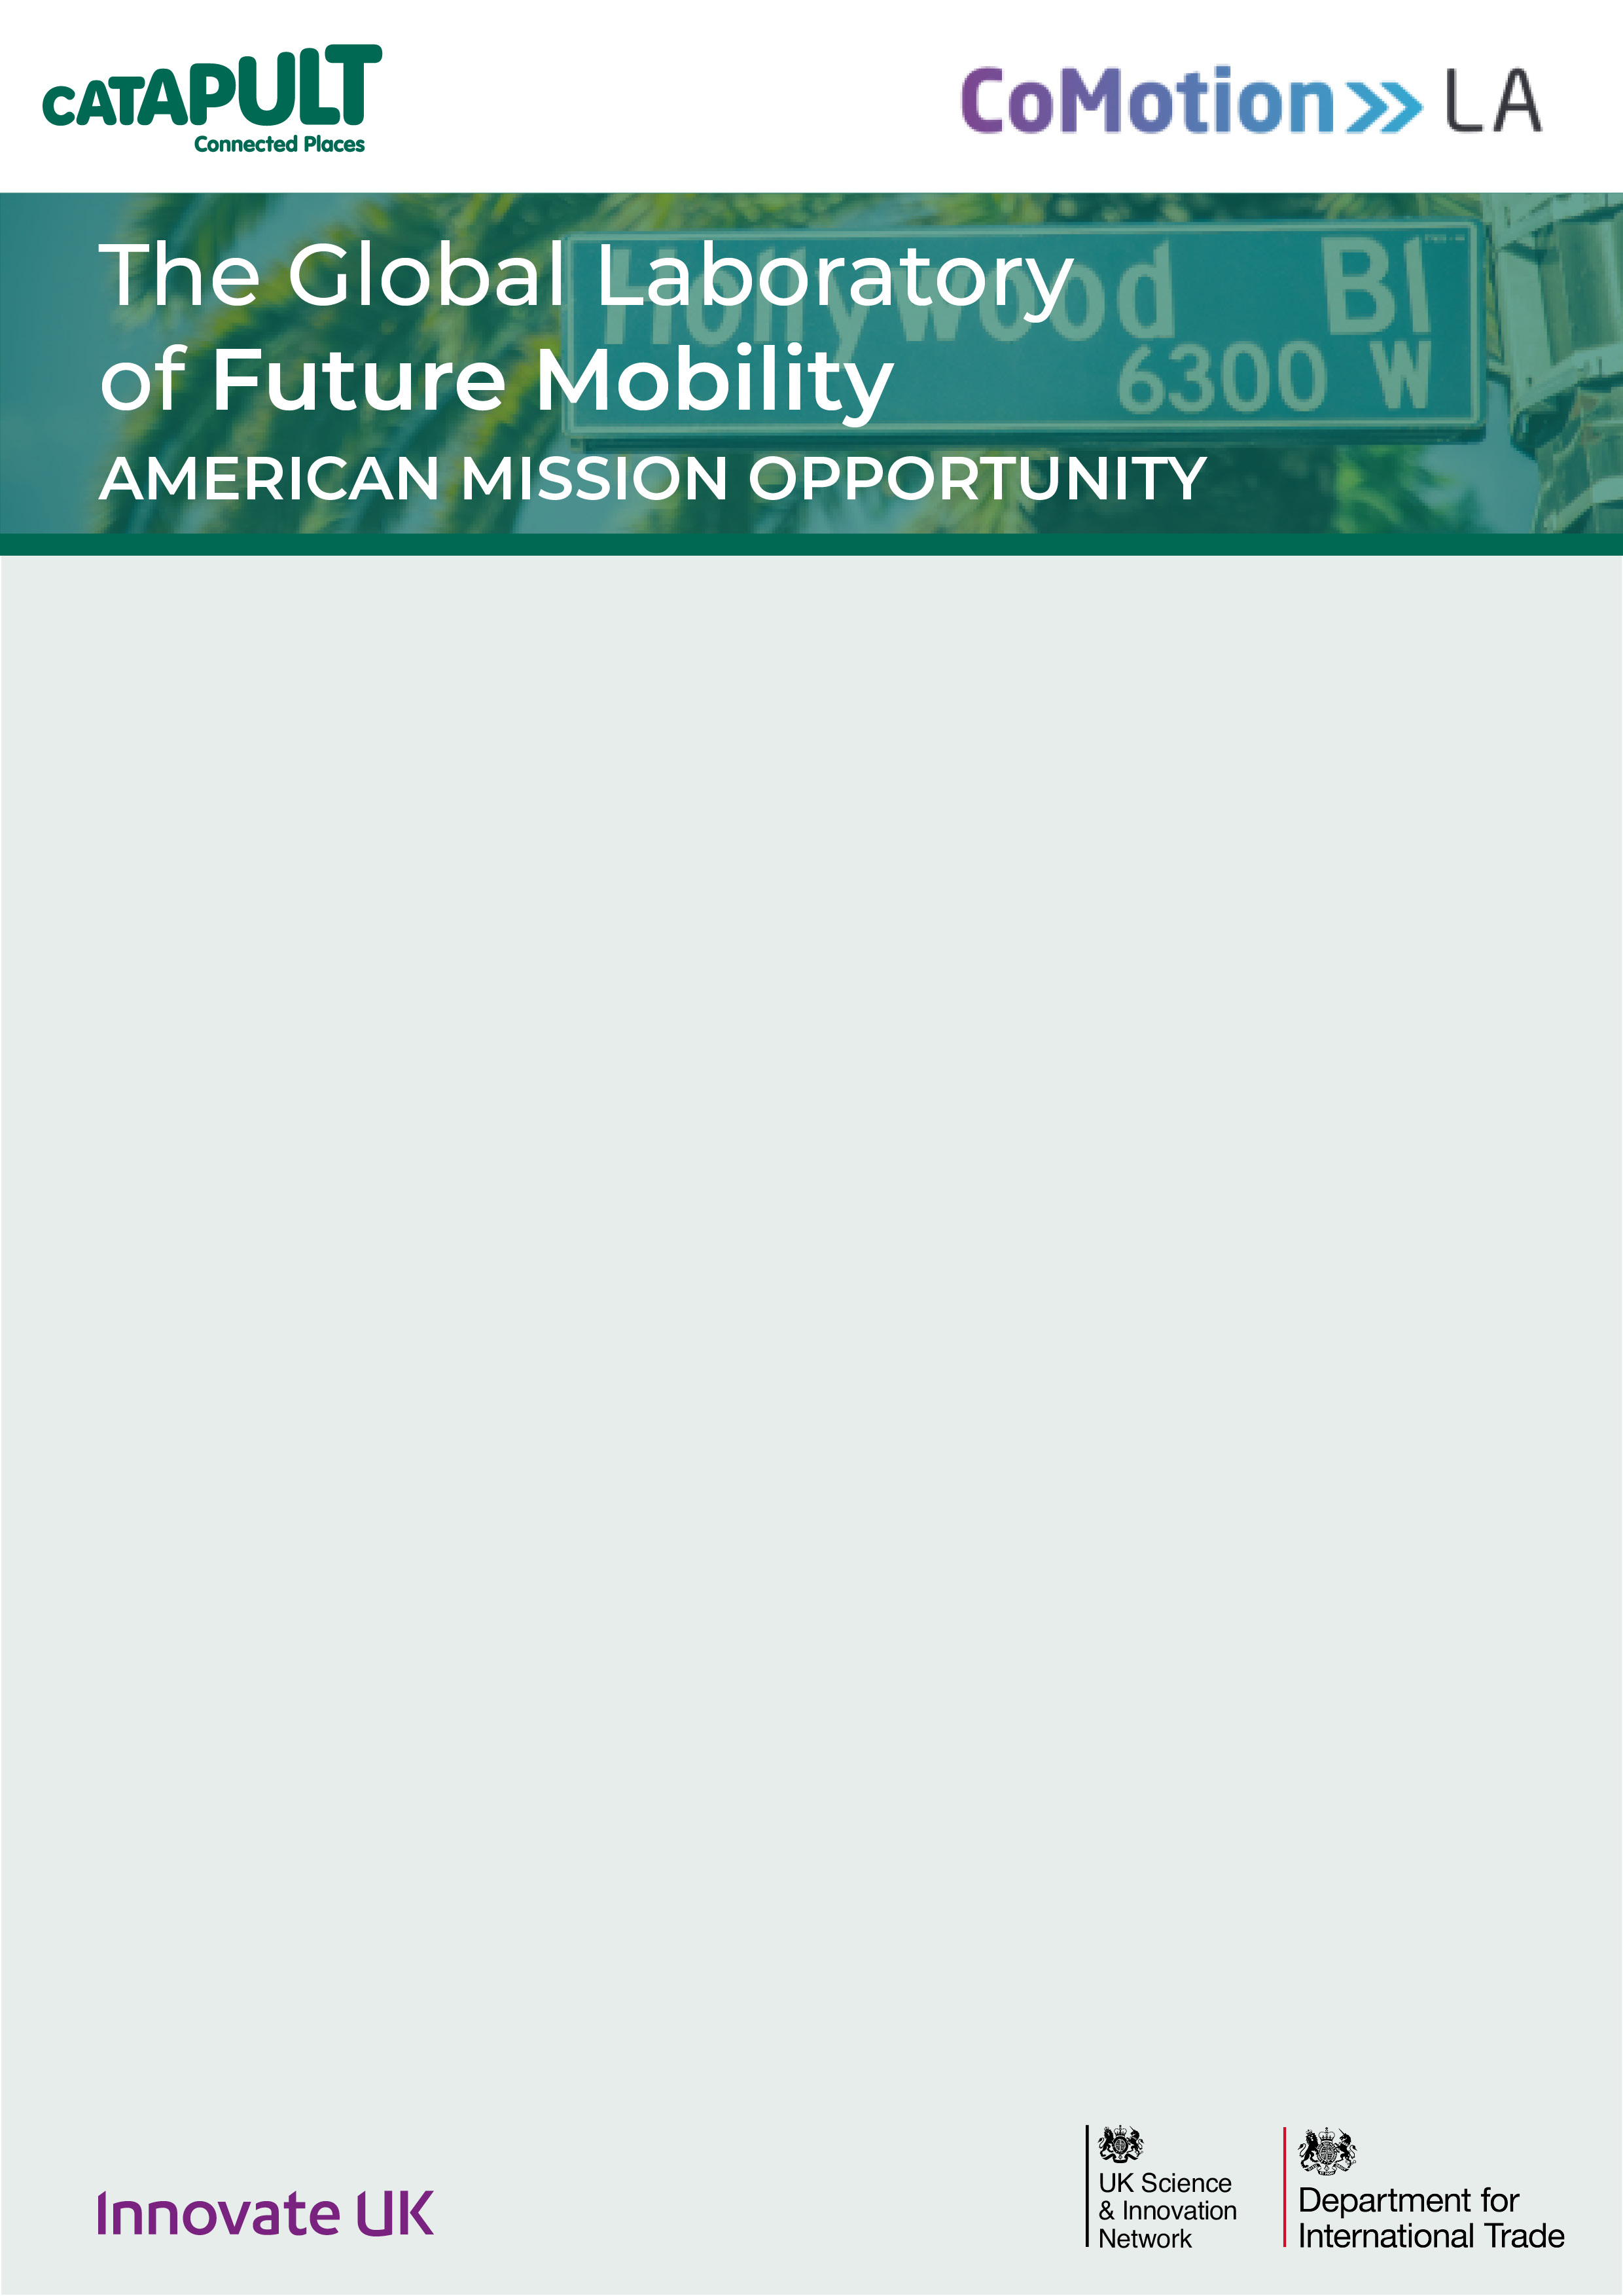 CATAPULT
Connected Places
CoMotion>> LA
The Global Laboratory
of Future Mobility
AMERICAN MISSION OPPORTUNITY
Hollywood Bl
6300 W
Innovate UK
UK Science
& Innovation
Network
Department for
International Trade